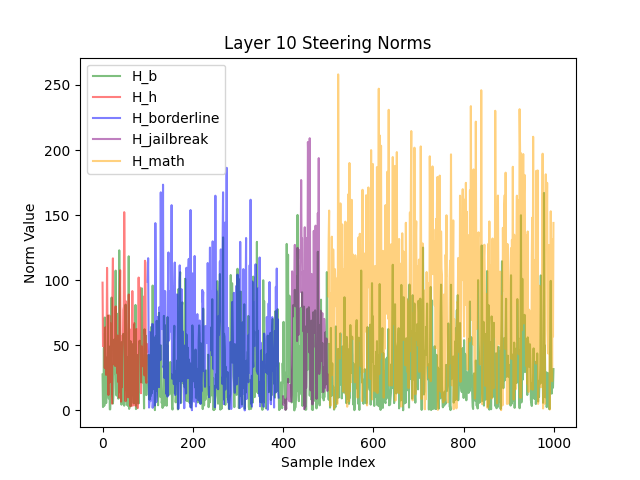 Layer 10 Steering Norms
H_b
H_h
H_borderline
H_jailbreak
H_math
Norm Value
250
200
150
100
50
0
0
200
400
600
800
1000
Sample Index